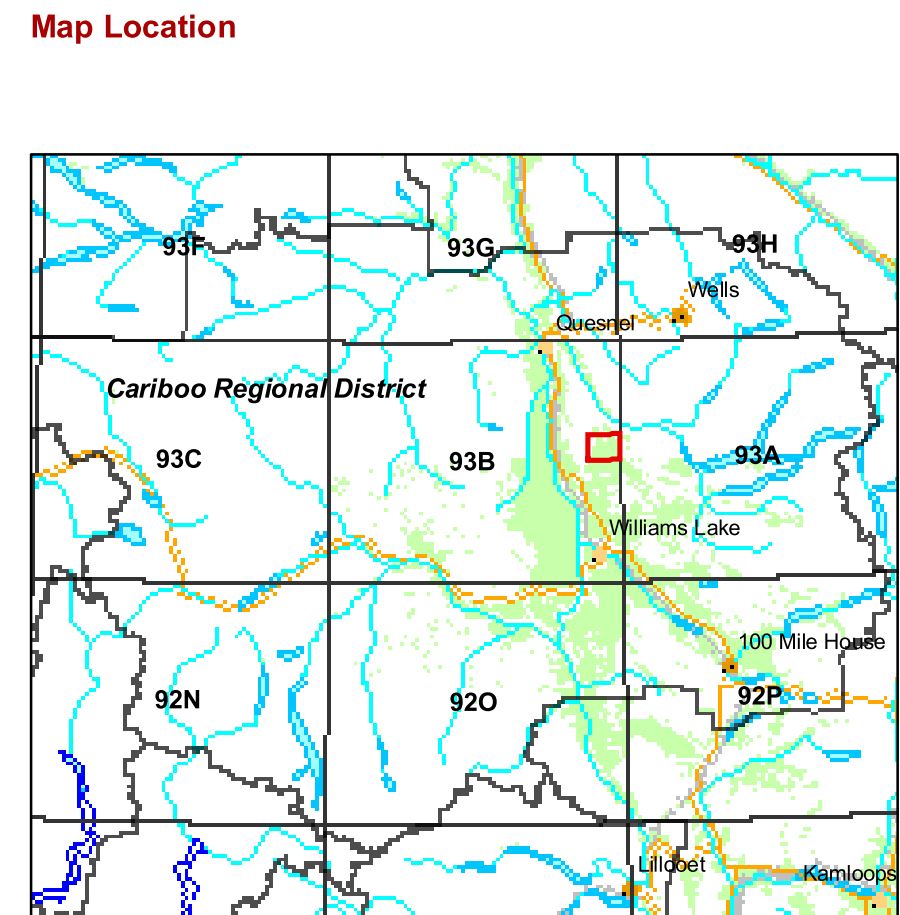 Map Location
93F
93G
93H
Wells
Quesnel
Cariboo Regional District
93C
93B
93A
Williams Lake
100 Mile House
92N
92O
92P
Lillooet
Kamloops